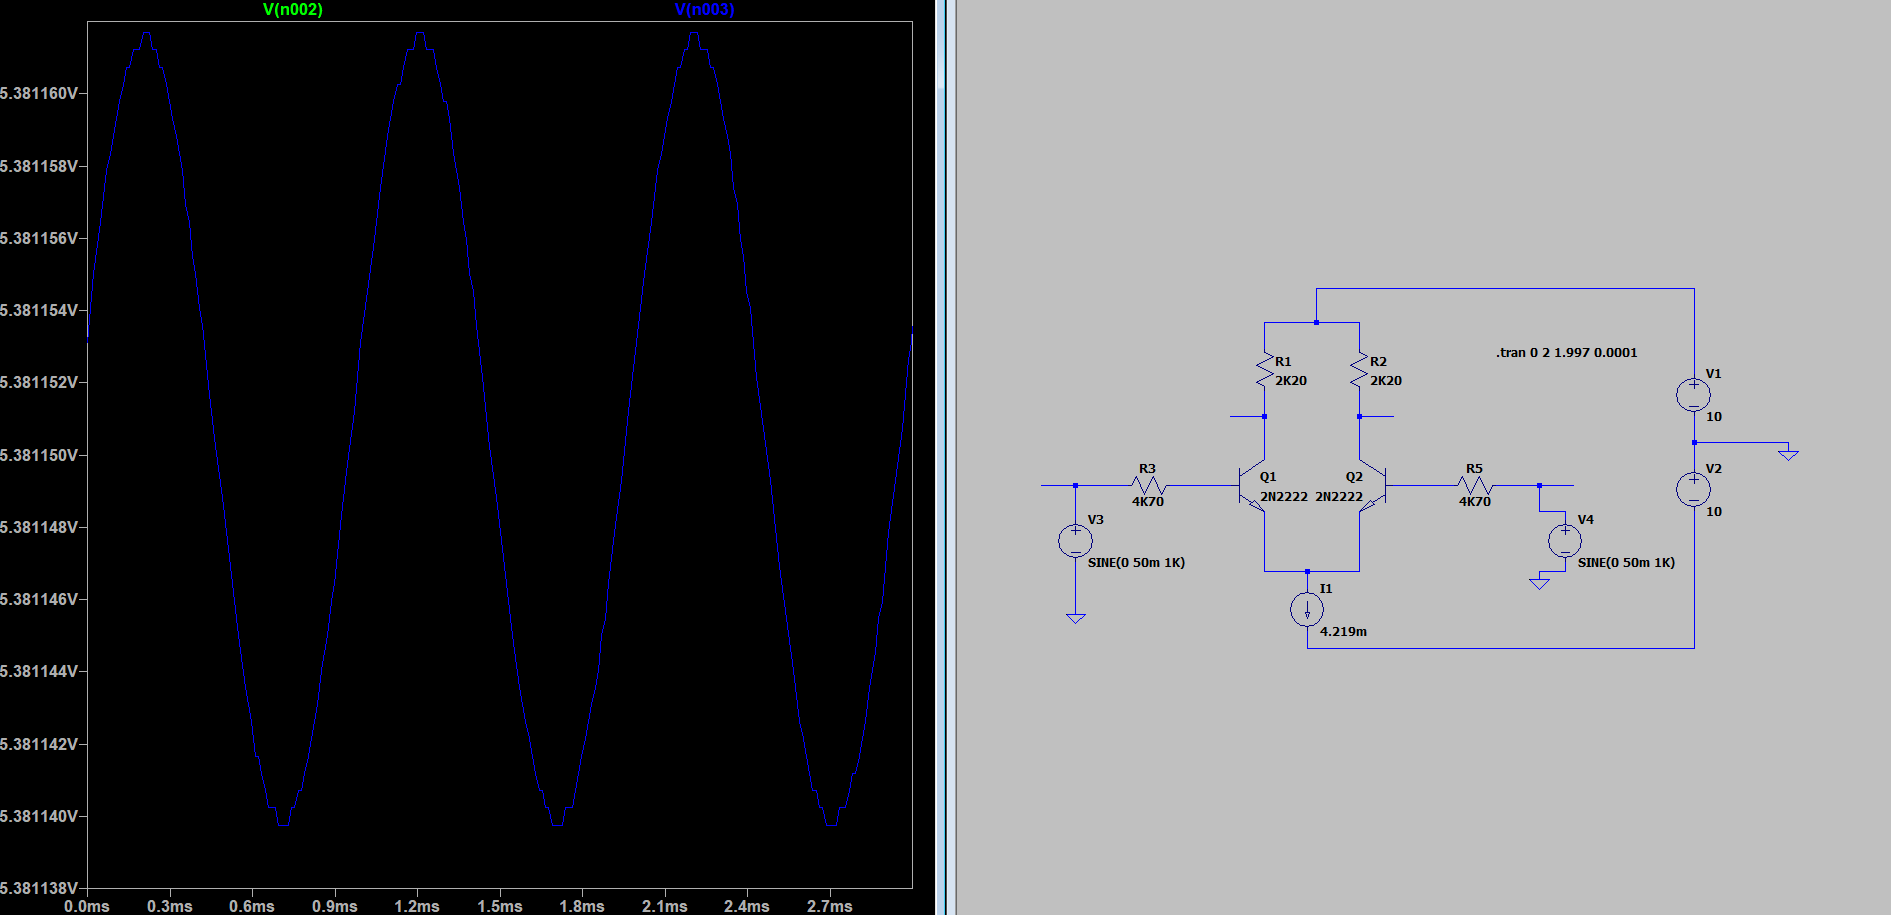 V(n002) V(n003)
5.381160V
5.381158V
5.381156V
5.381154V
5.381152V
5.381150V
5.381148V
5.381146V
5.381144V
5.381142V
5.381140V
5.381138V
0.0ms 0.3ms 0.6ms 0.9ms 1.2ms 1.5ms 1.8ms 2.1ms 2.4ms 2.7ms
.tran 0 2 1.997 0.0001
R1
2K20
R2
2K20
V1
10
V2
10
R3
4K70
Q1
2N2222
Q2
2N2222
R5
4K70
V3
SINE(0 50m 1K)
V4
SINE(0 50m 1K)
I1
4.219m